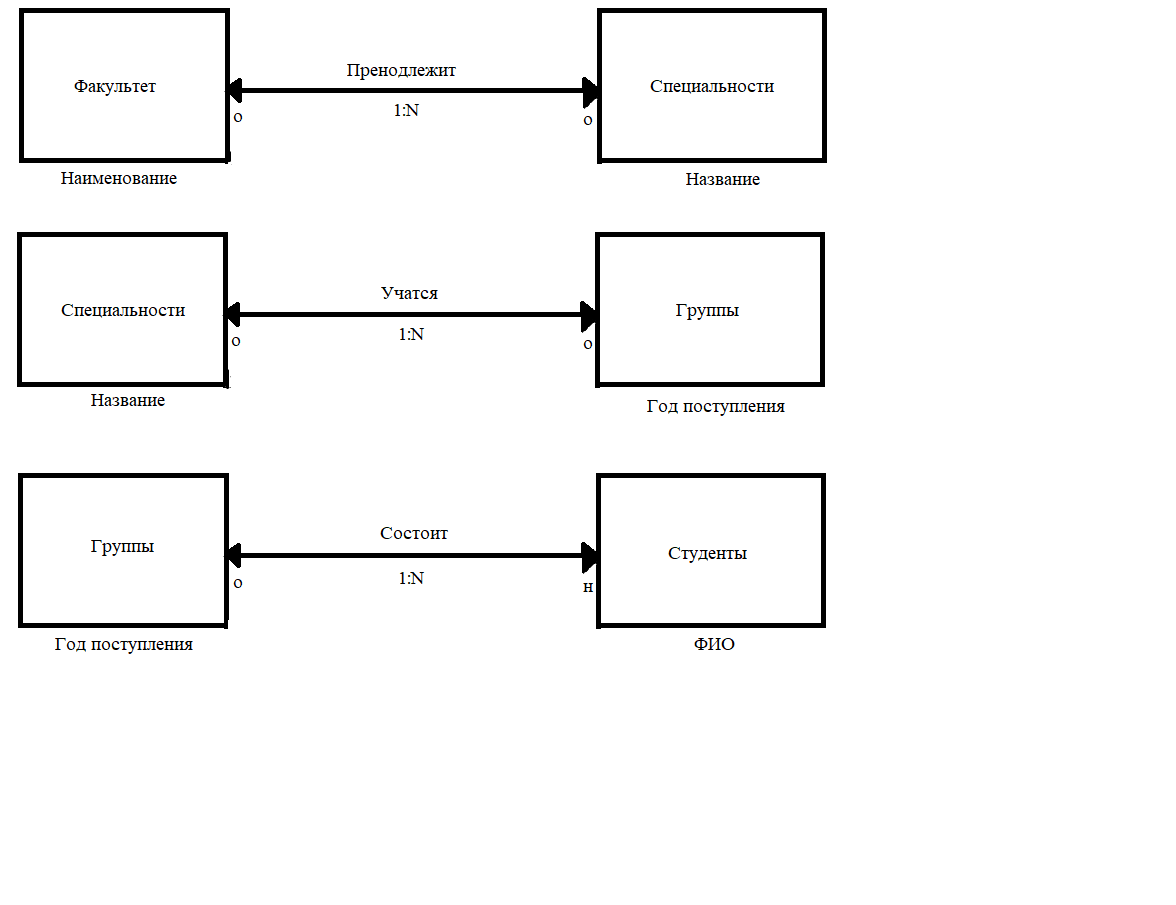 Пренодлежит
Факультет
Специальности
1:N
о
о
Наименование
Название
Учатся
Специальности
Группы
1:N
о
о
Название
Год поступления
Состоит
Группы
Студенты
1:N
о
н
Год поступления
ФИО